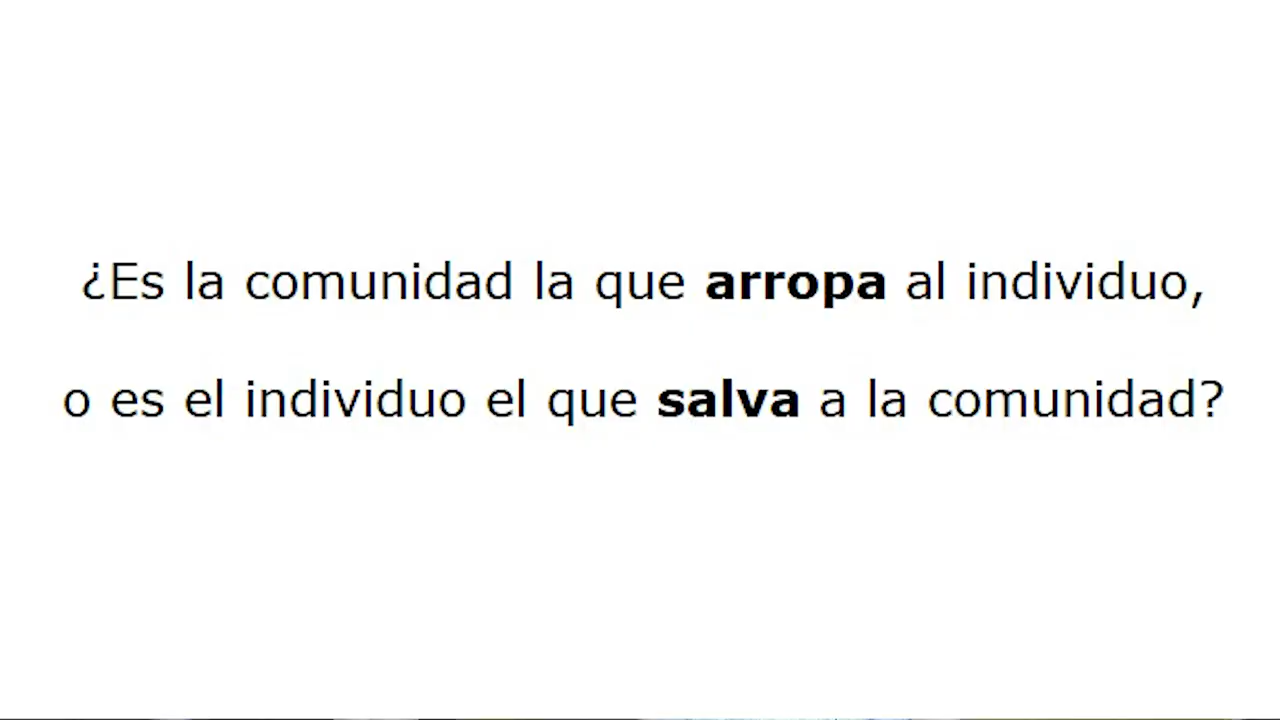 ¿Es la comunidad la que arropa al individuo,
o es el individuo el que salva a la comunidad?